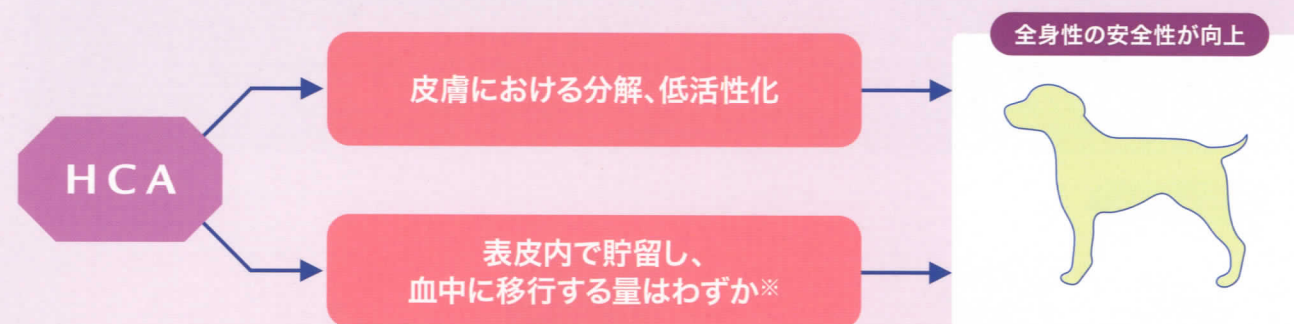 全身性の安全性が向上
皮膚における分解、低活性化
HCA
表皮内で貯留し、
血中に移行する量はわずか※